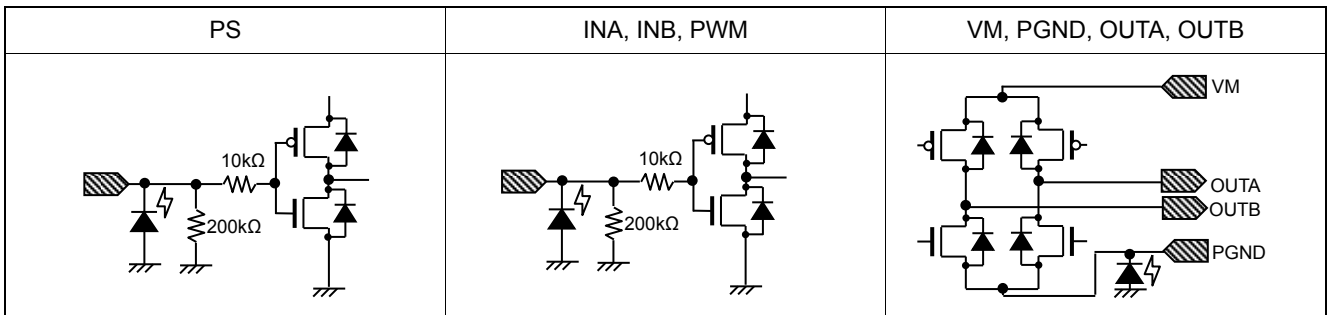 PS
INA, INB, PWM
VM, PGND, OUTA, OUTB
10kΩ
200kΩ
10kΩ
200kΩ
VM
OUTA
OUTB
PGND